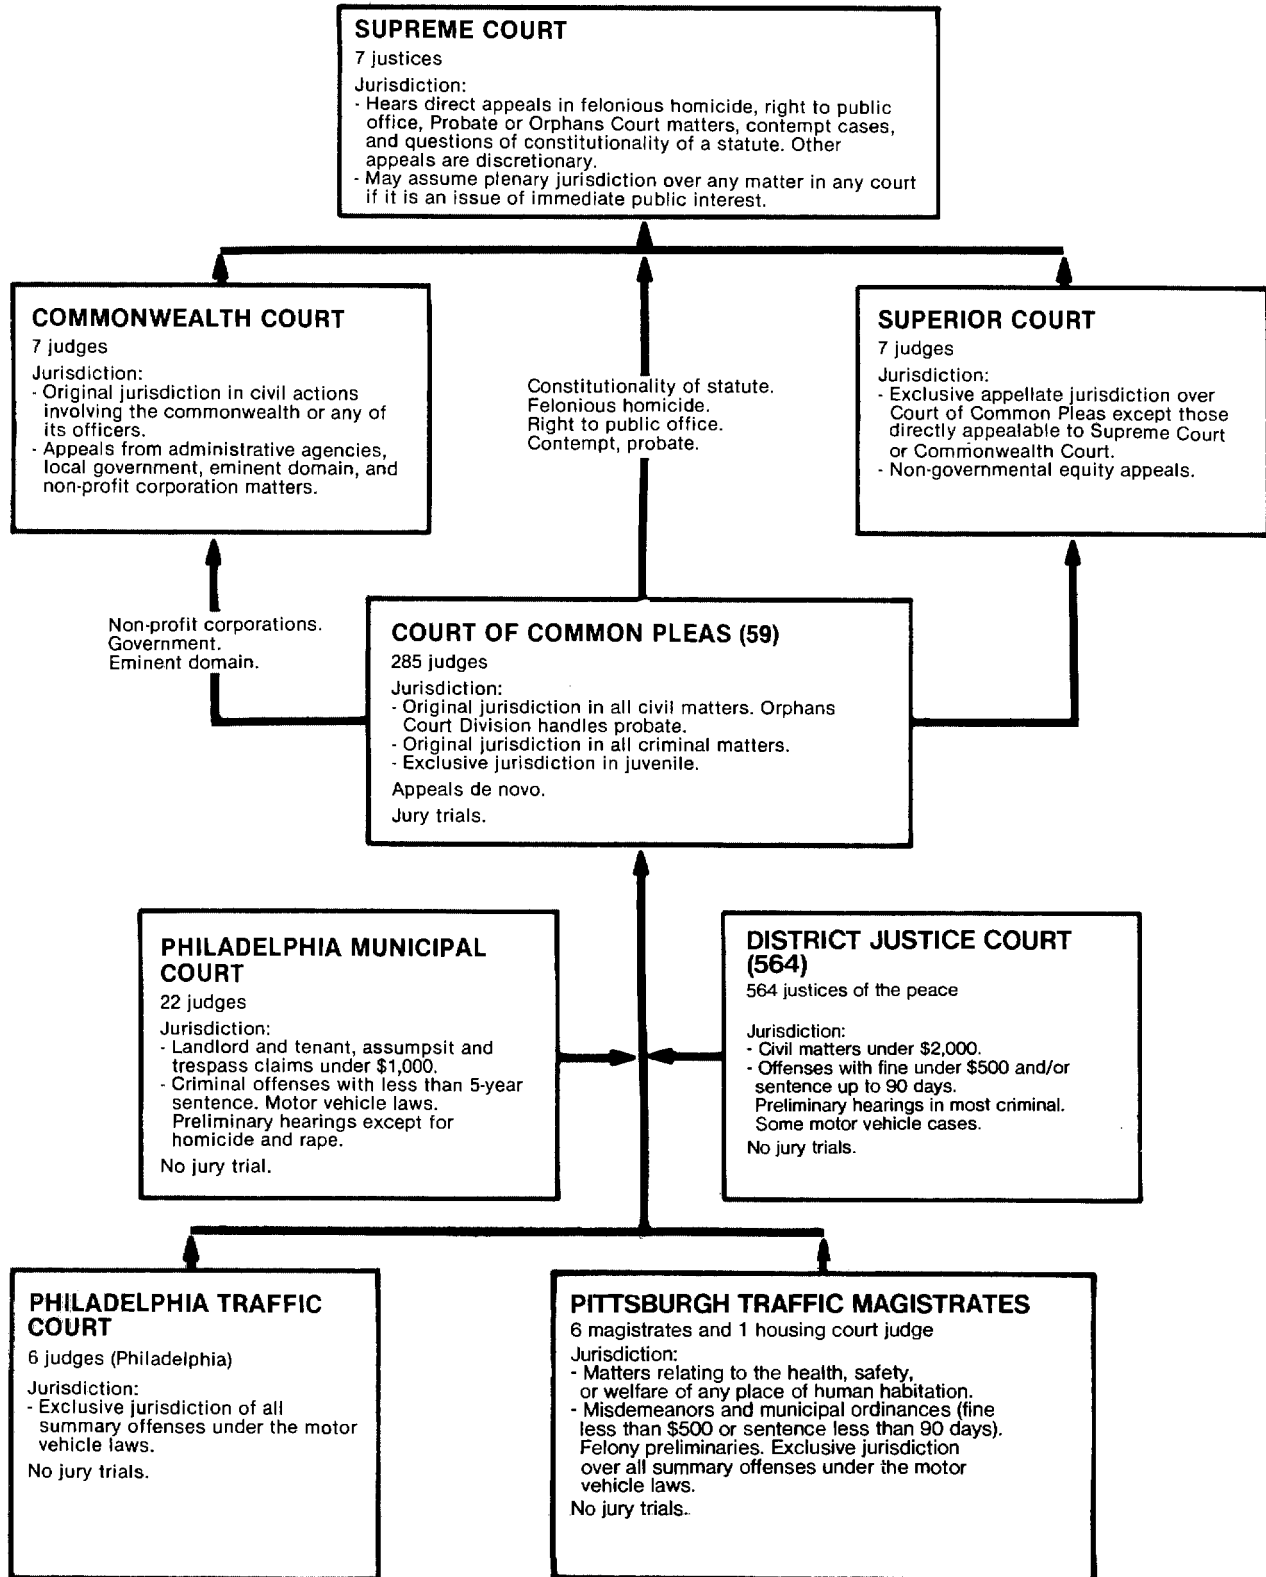 SUPREME COURT
7 justices
Jurisdiction:
- Hears direct appeals in felonious homicide, right to public
office, Probate or Orphans Court matters, contempt cases,
and questions of constitutionality of a statute. Other
appeals are discretionary.
- May assume plenary jurisdiction over any matter in any court
if it is an issue of immediate public interest.
COMMONWEALTH COURT
7 judges
Jurisdiction:
- Original jurisdiction in civil actions
involving the commonwealth or any of
its officers.
- Appeals from administrative agencies,
local government, eminent domain, and
non-profit corporation matters.
Constitutionality of statute.
Felonious homicide.
Right to public office.
Contempt, probate.
SUPERIOR COURT
7 judges
Jurisdiction:
- Exclusive appellate jurisdiction over
Court of Common Pleas except those
directly appealable to Supreme Court
or Commonwealth Court.
- Non-governmental equity appeals.
Non-profit corporations.
Government.
Eminent domain.
COURT OF COMMON PLEAS (59)
285 judges
Jurisdiction:
- Original jurisdiction in all civil matters. Orphans
Court Division handles probate.
- Original jurisdiction in all criminal matters.
- Exclusive jurisdiction in juvenile.
Appeals de novo.
Jury trials.
PHILADELPHIA MUNICIPAL
COURT
22 judges
Jurisdiction:
- Landlord and tenant, assumpsit and
trespass claims under $1,000.
- Criminal offenses with less than 5-year
sentence. Motor vehicle laws.
Preliminary hearings except for
homicide and rape.
No jury trial.
DISTRICT JUSTICE COURT
(564)
564 justices of the peace
Jurisdiction:
- Civil matters under $2,000.
- Offenses with fine under $500 and/or
sentence up to 90 days.
Preliminary hearings in most criminal.
Some motor vehicle cases.
No jury trials.
PHILADELPHIA TRAFFIC
COURT
6 judges (Philadelphia)
Jurisdiction:
- Exclusive jurisdiction of all
summary offenses under the motor
vehicle laws.
No jury trials.
PITTSBURGH TRAFFIC MAGISTRATES
6 magistrates and 1 housing court judge
Jurisdiction:
- Matters relating to the health, safety,
or welfare of any place of human habitation.
- Misdemeanors and municipal ordinances (fine
less than $500 or sentence less than 90 days).
Felony preliminaries. Exclusive jurisdiction
over all summary offenses under the motor
vehicle laws.
No jury trials.